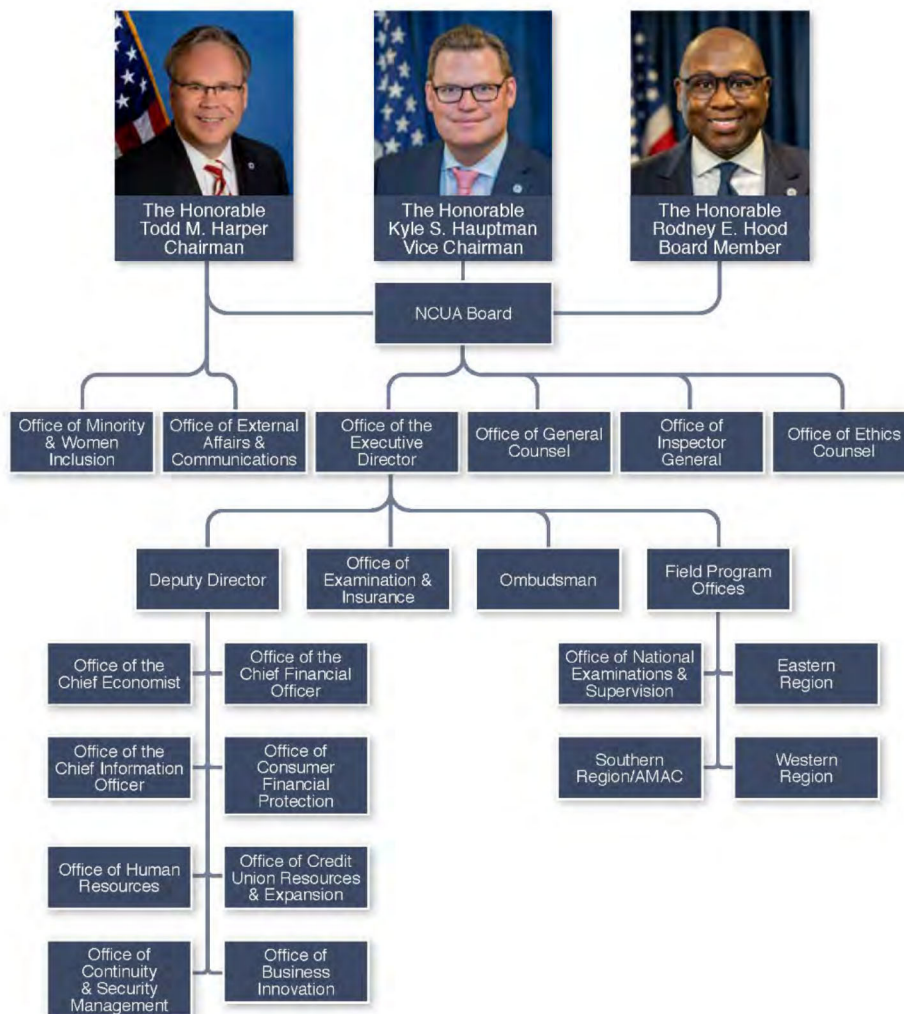 The Honorable
Todd M. Harper
Chairman
The Honorable
Kyle S. Hauptman
Vice Chairman
The Honorable
Rodney E. Hood
Board Member
NCUA Board
Office of Minority
& Women
Inclusion
Office of External
Affairs &
Communications
Office of the
Executive
Director
Office of General
Counsel
Office of
Inspector
General
Office of Ethics
Counsel
Deputy Director
Office of
Examination &
Insurance
Ombudsman
Field Program
Offices
Office of the
Chief Economist
Office of the
Chief Financial
Officer
Office of National
Examinations &
Supervision
Eastern
Region
Office of the
Chief Information
Officer
Office of
Consumer
Financial
Protection
Southern
Region/AMAC
Western
Region
Office of Human
Resources
Office of Credit
Union Resources
& Expansion
Office of
Continuity
& Security
Management
Office of
Business
Innovation